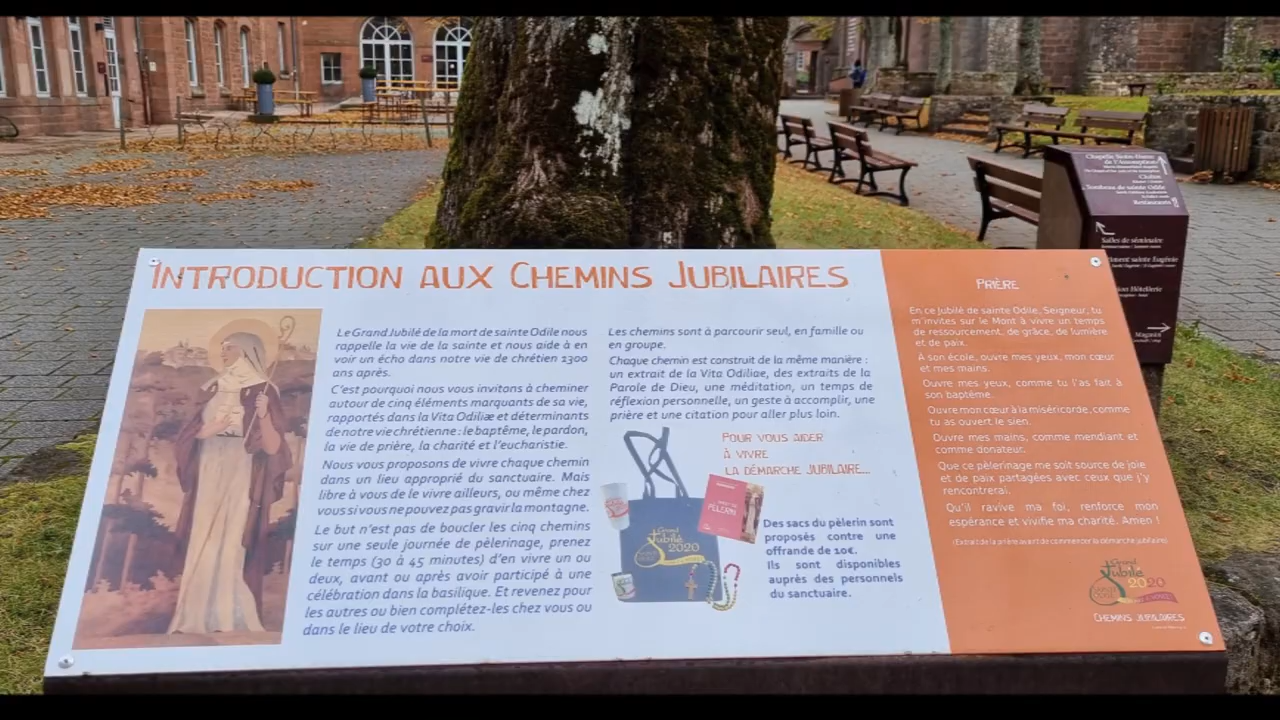 INTRODUCTION AUX CHEMINS JUBILAIRES
Le Grand Jubilé de la mort de sainte Odile nous
rappelle la vie de la sainte et nous aide à en
voir un écho dans notre vie de chrétien 1300
ans après.
C'est pourquoi nous vous invitons à cheminer
autour de cinq éléments marquants de sa vie,
rapportés dans la Vita Odiliæ et déterminants
de notre vie chrétienne : le baptême, le pardon,
la vie de prière, la charité et l'eucharistie.
Nous vous proposons de vivre chaque chemin
dans un lieu approprié du sanctuaire. Mais
libre à vous de le vivre ailleurs, ou même chez
vous si vous ne pouvez pas gravir la montagne.
Le but n'est pas de boucler les cinq chemins
sur une seule journée de pèlerinage, prenez
le temps (30 à 45 minutes) d'en vivre un ou
deux, avant ou après avoir participé à une
célébration dans la basilique. Et revenez pour
les autres ou bien complétez-les chez vous ou
dans le lieu de votre choix.
Les chemins sont à parcourir seul, en famille ou
en groupe.
Chaque chemin est construit de la même manière :
un extrait de la Vita Odiliae, des extraits de la
Parole de Dieu, une méditation, un temps de
réflexion personnelle, un geste à accomplir, une
prière et une citation pour aller plus loin.
POUR VOUS AIDER
À VIVRE
LA DÉMARCHE JUBILAIRE...
PÈLERIN
Grand
Jubilé
2020
Des sacs du pèlerin sont
proposés contre une
offrande de 10€.
Ils sont disponibles
auprès des personnels
du sanctuaire.
PRIÈRE
En ce Jubilé de sainte Odile, Seigneur, tu
m'invites sur le Mont à vivre un temps
de ressourcement, de grâce, de lumière
et de paix.
À son école, ouvre mes yeux, mon cœur
et mes mains.
Ouvre mes yeux, comme tu l'as fait à
son baptême.
Ouvre mon cœur à la miséricorde, comme
tu as ouvert le sien.
Ouvre mes mains, comme mendiant et
comme donateur.
Que ce pèlerinage me soit source de joie
et de paix partagées avec ceux que j'y
rencontrerai.
Qu'il ravive ma foi, renforce mon
espérance et vivifie ma charité. Amen !
(Extrait de la prière avant de commencer la démarche jubilaire)
Grand
Jubilé
2020
CHEMINS JUBILAIRES
Chapelle Notre-Dame
de l'Assomption
Cloître
Tombeau de sainte Odile
Restaurants
Salles de séminaire
sainte Eugénie
Hôtellerie
Magasin